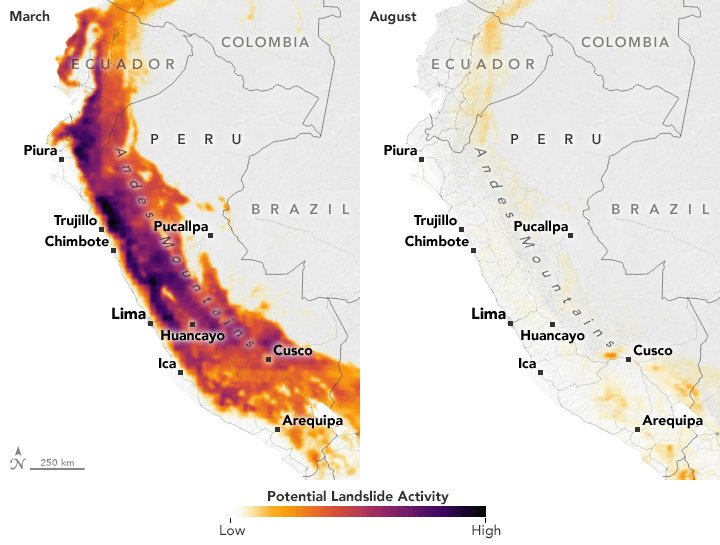 March
COLOMBIA
ECUADOR
PERU
Piura
Andes Mountains
BRAZIL
Trujillo
Pucallpa
Chimbote
Lima
Huancayo
Cusco
Ica
Arequipa
N
250 km
August
COLOMBIA
ECUADOR
PERU
Piura
Andes Mountains
BRAZIL
Trujillo
Pucallpa
Chimbote
Lima
Huancayo
Cusco
Ica
Arequipa
Potential Landslide Activity
Low
High